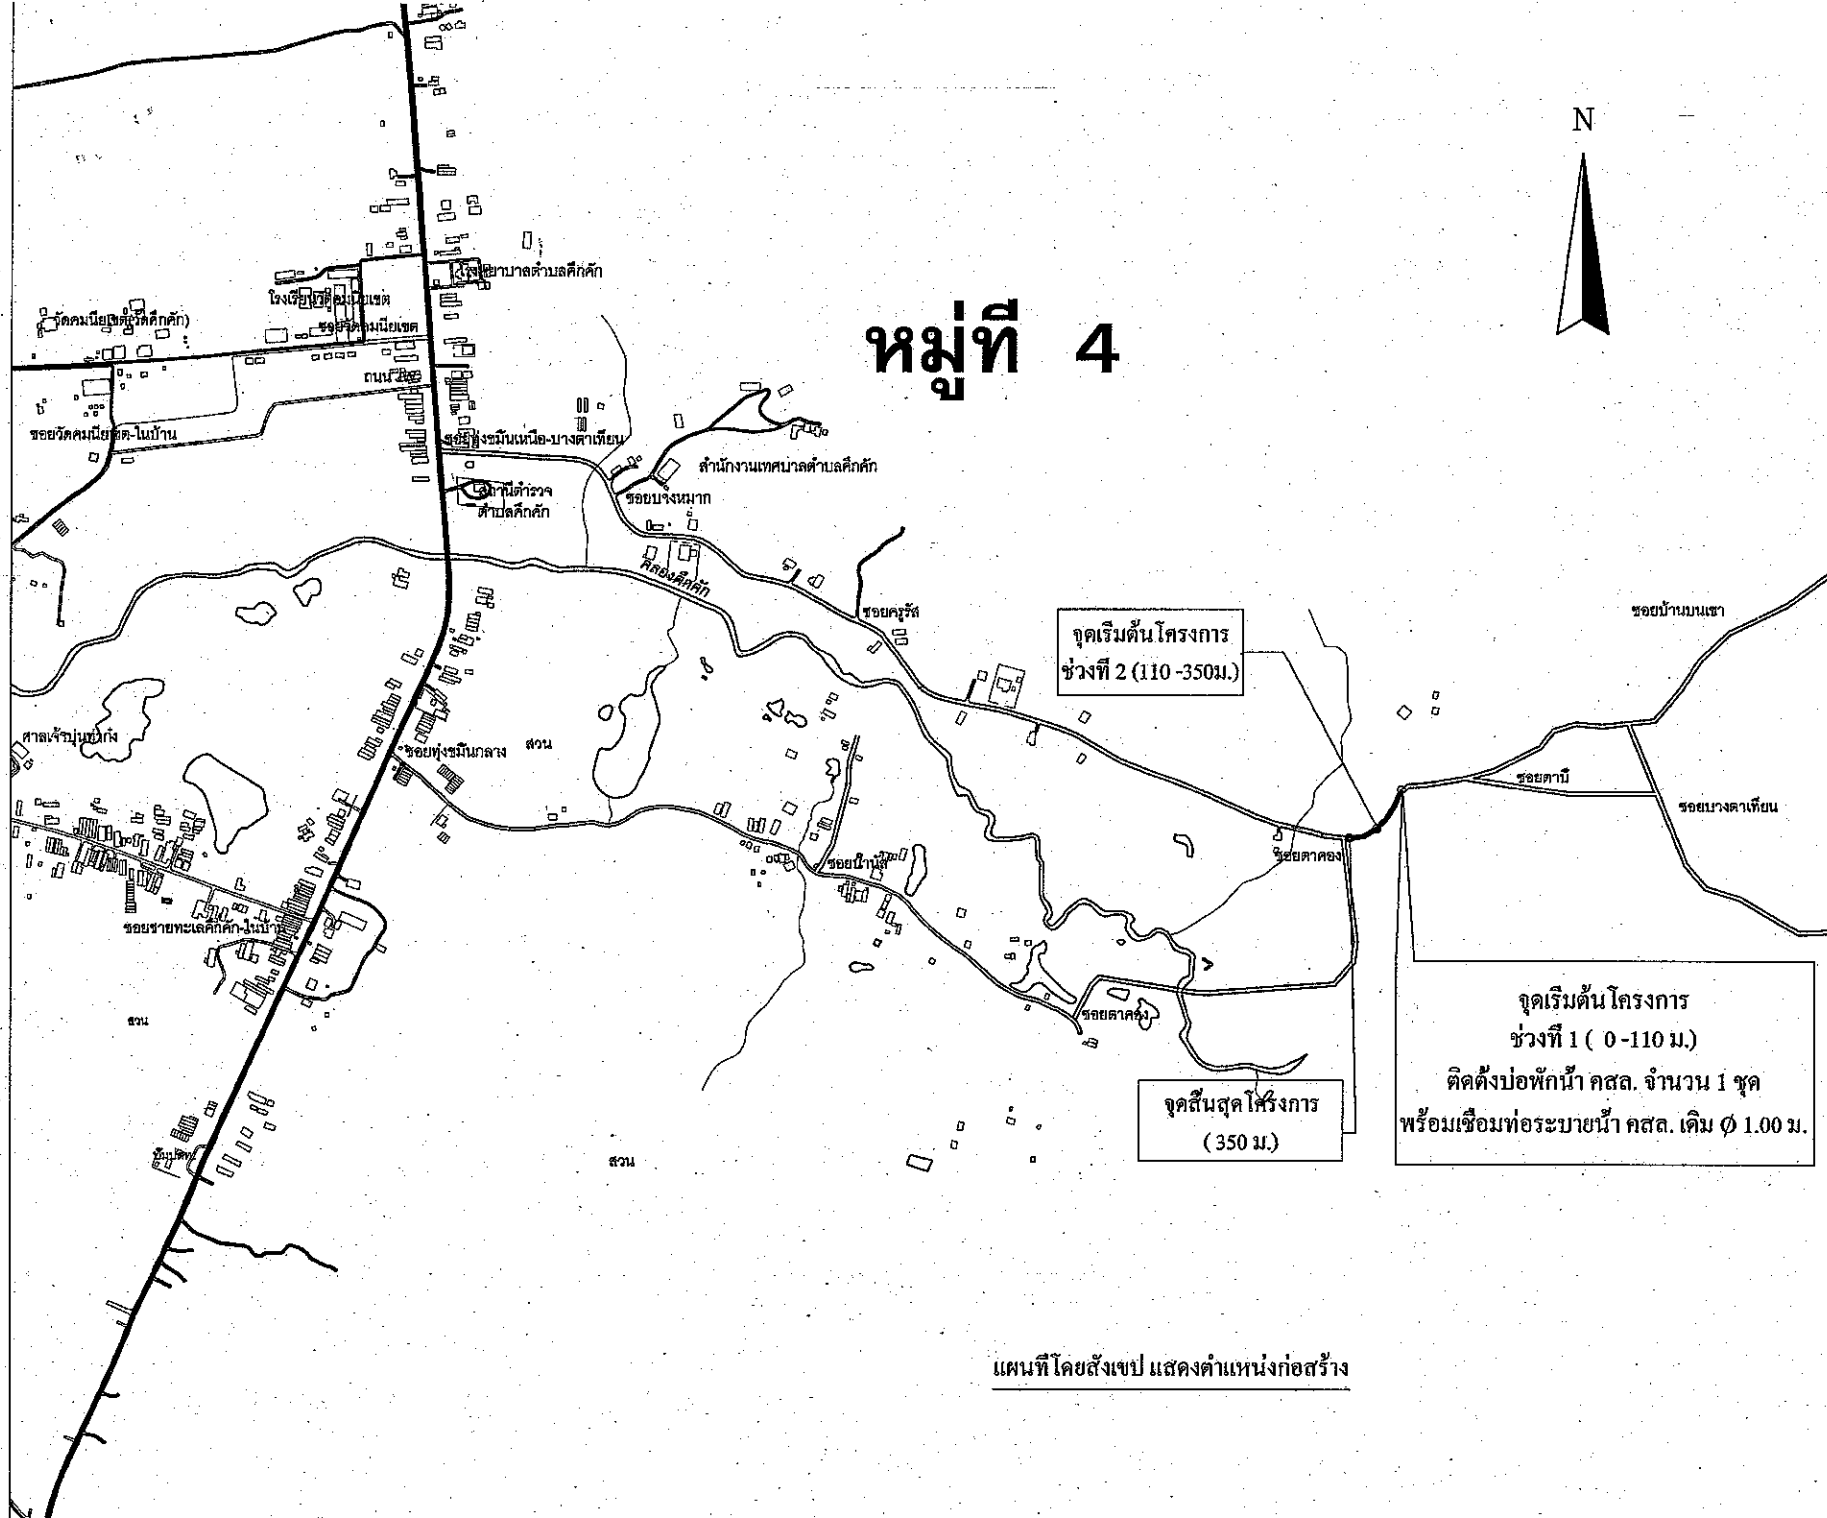 N
โรงพยาบาลตำบลคึกคัก
โรงเรียนวัดคมนียเขต
วัดคมนียเขต(วัดคึกคัก)
ซอยวัดคมนียเขต
หมู่ที่ 4
ถนน
ซอยวัดคมนียเขต-ในบ้าน
ซอยทุ่งขมิ้นเหนือ-บางตาเทียน
สำนักงานเทศบาลตำบลคึกคัก
สถานีตำรวจ
ตำบลคึกคัก
ซอยบังหมาก
คลองคึกคัก
ซอยครูรัส
ซอยบ้านบนเขา
จุดเริ่มต้นโครงการ
ช่วงที่ 2 (110 -350ม.)
ซอยทุ่งขมิ้นกลาง
สวน
ซอยตานี
ซอยบางตาเทียน
ซอยตาคอง
ซอยน้านัส
ซอยชายทะเลคึกคัก-ในบ้าน
สวน
ซอยตาคอง
จุดเริ่มต้นโครงการ
ช่วงที่ 1 ( 0 -110 ม.)
ติดตั้งบ่อพักน้ำ คสล. จำนวน 1 ชุด
พร้อมเชื่อมท่อระบายน้ำ คสล. เดิม Ø 1.00 ม.
จุดสิ้นสุดโครงการ
( 350 ม.)
สวน
แผนที่โดยสังเขป แสดงตำแหน่งก่อสร้าง